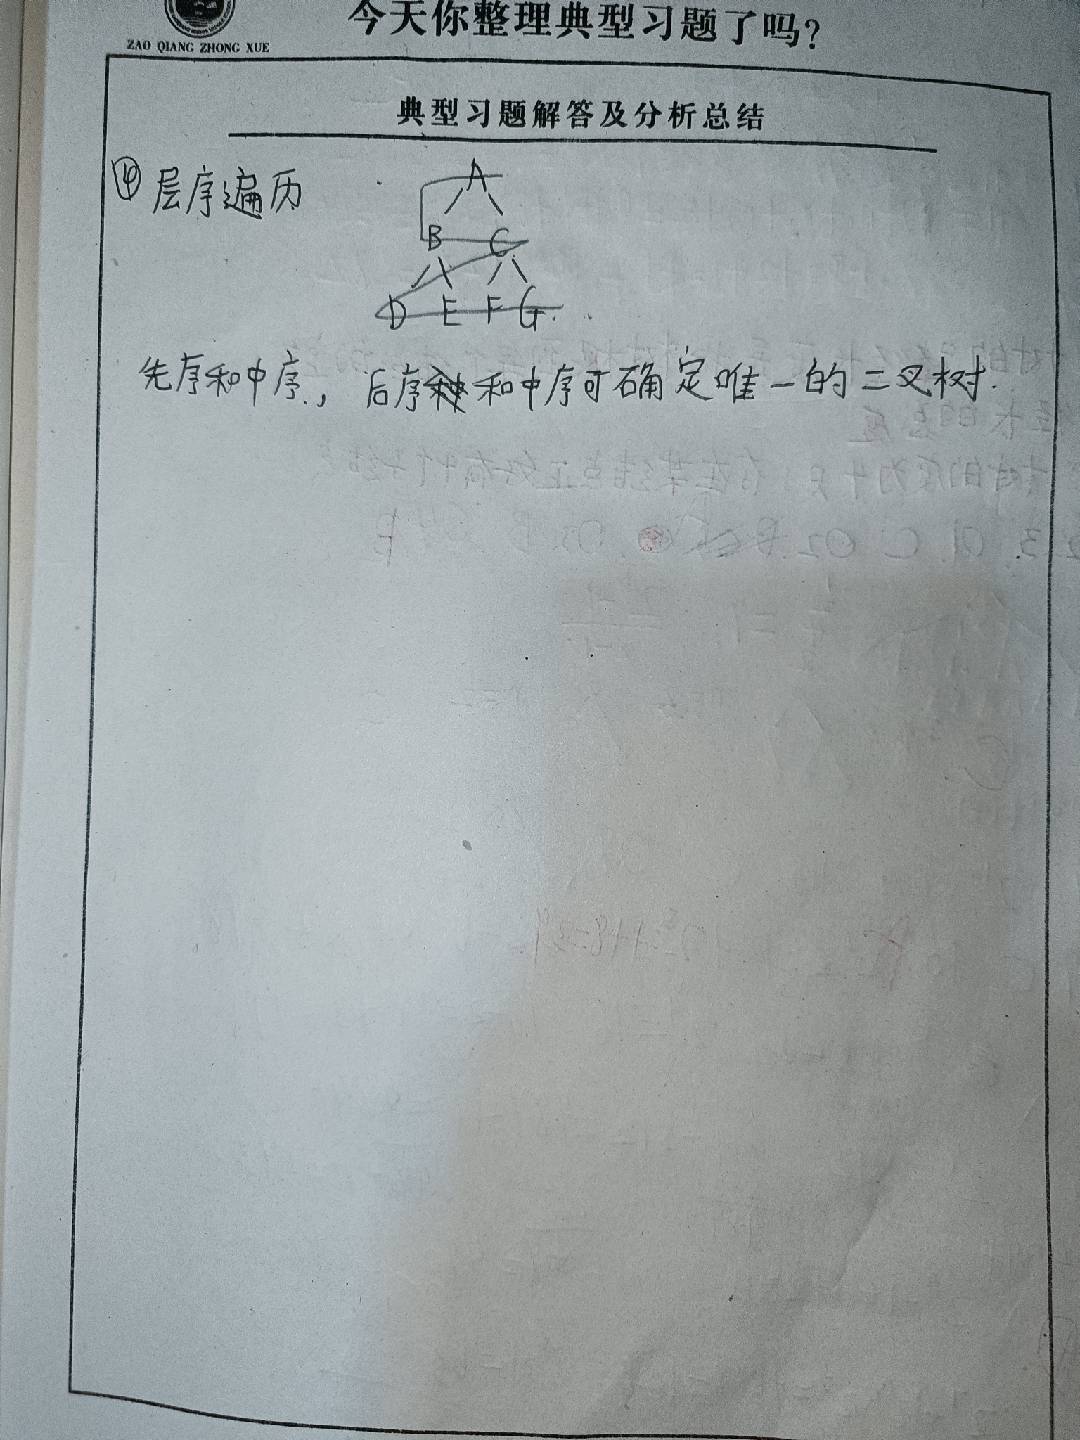 今天你整理典型习题了吗?
ZAO QIANG ZHONG XUE
典型习题解答及分析总结
④ 层序遍历
A
B C
D E F G
先序和中序, 后序和中序可确定唯一的二叉树.